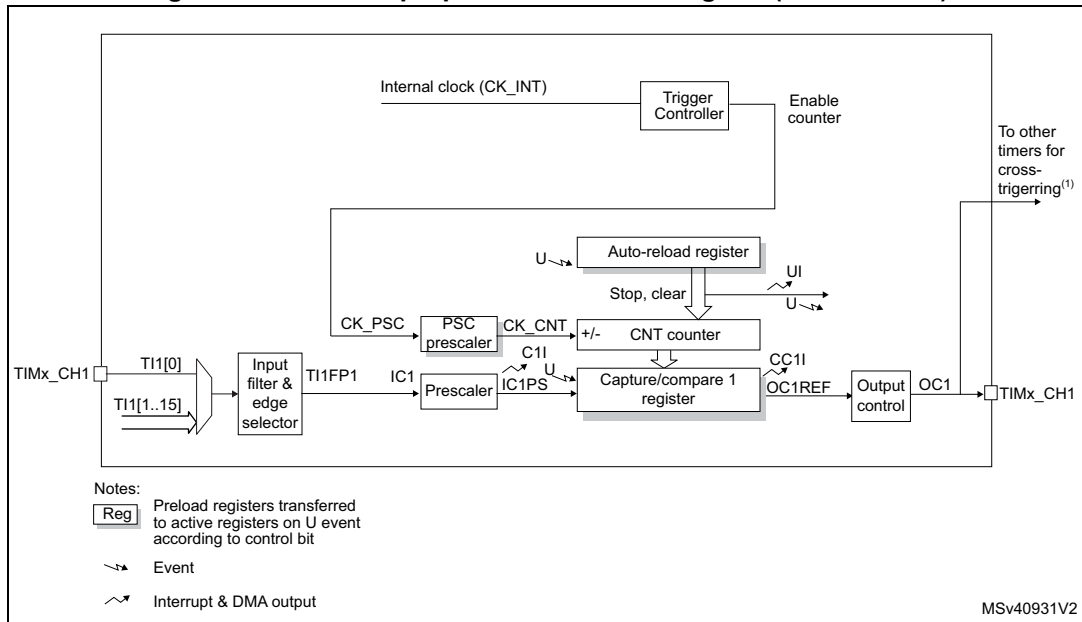 Internal clock (CK_INT)
Trigger
Controller
Enable
counter
To other
timers for
cross-
trigerring(1)
U
Auto-reload register
UI
Stop, clear
U
CK_PSC
PSC
prescaler
CK_CNT
+/-
CNT counter
TIMx_CH1
TI1[0]
TI1[1..15]
Input
filter &
edge
selector
TI1FP1
IC1
Prescaler
C1I
IC1PS
U
Capture/compare 1
register
CC1I
OC1REF
Output
control
OC1
TIMx_CH1
Notes:
Reg
Preload registers transferred
to active registers on U event
according to control bit
Event
Interrupt & DMA output
MSv40931V2